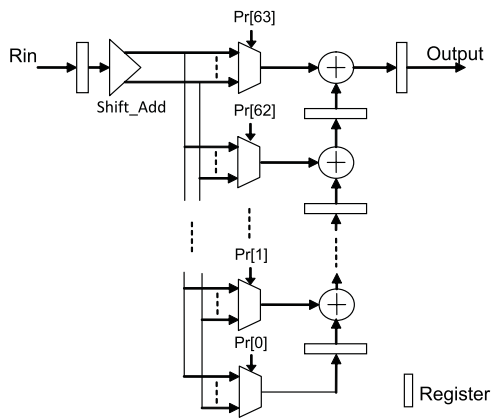 Pr[63]
Rin
Output
Shift_Add
Pr[62]
Pr[1]
Pr[0]
Register